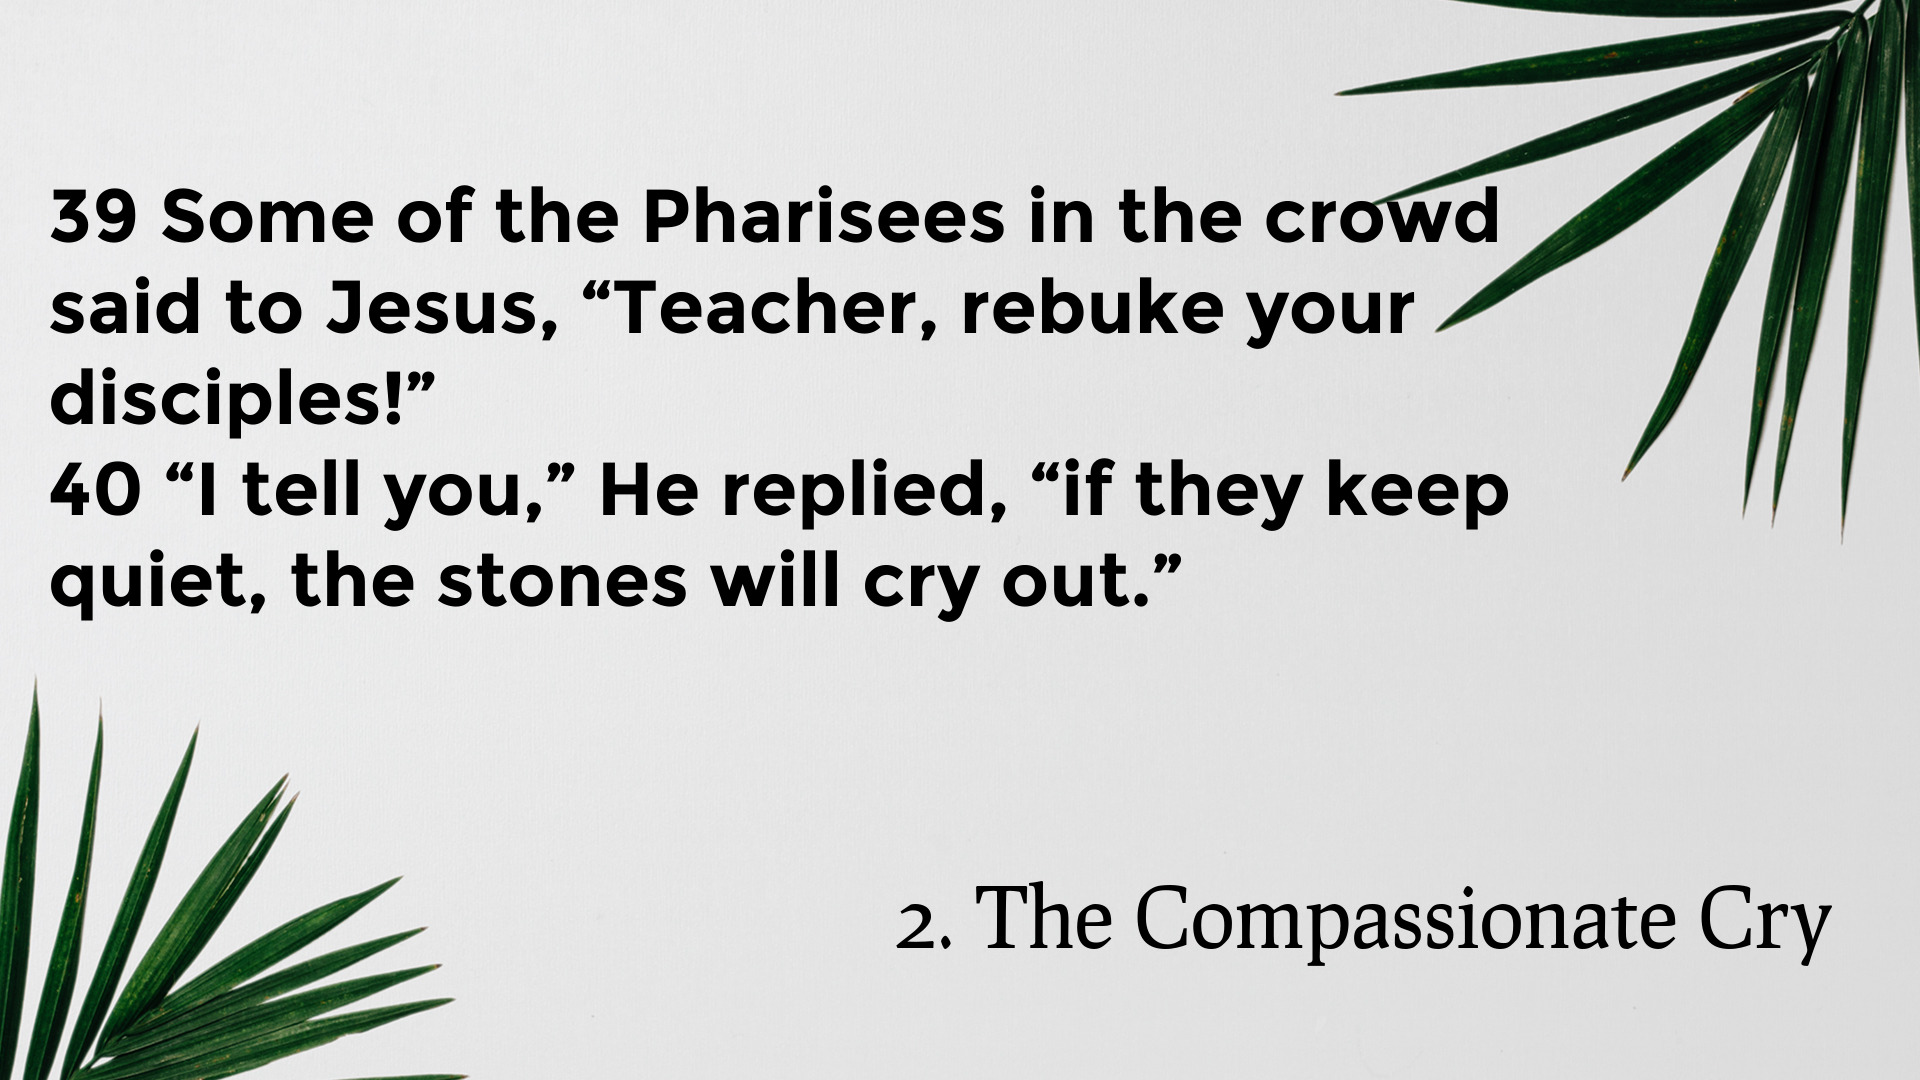 39 Some of the Pharisees in the crowd
said to Jesus, “Teacher, rebuke your
disciples!”
40 “I tell you,” He replied, “if they keep
quiet, the stones will cry out.”
2. The Compassionate Cry